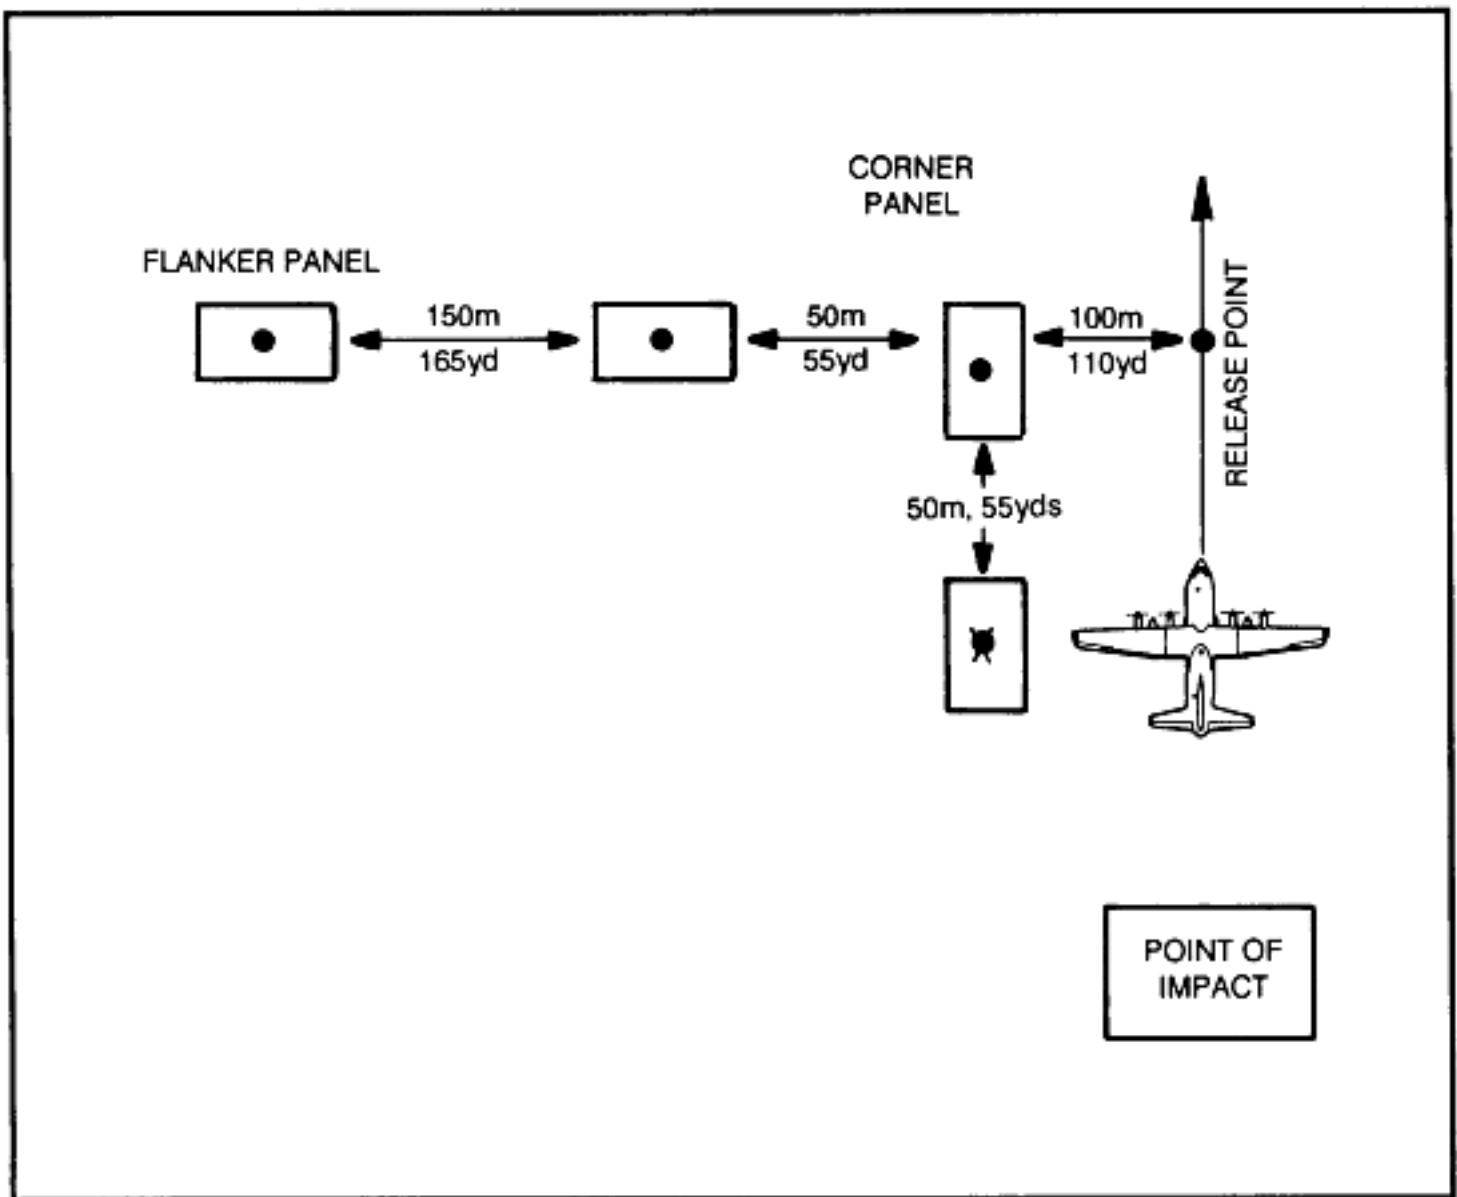 CORNER
PANEL
FLANKER PANEL
150m
165yd
50m
55yd
100m
110yd
RELEASE POINT
50m, 55yds
POINT OF
IMPACT